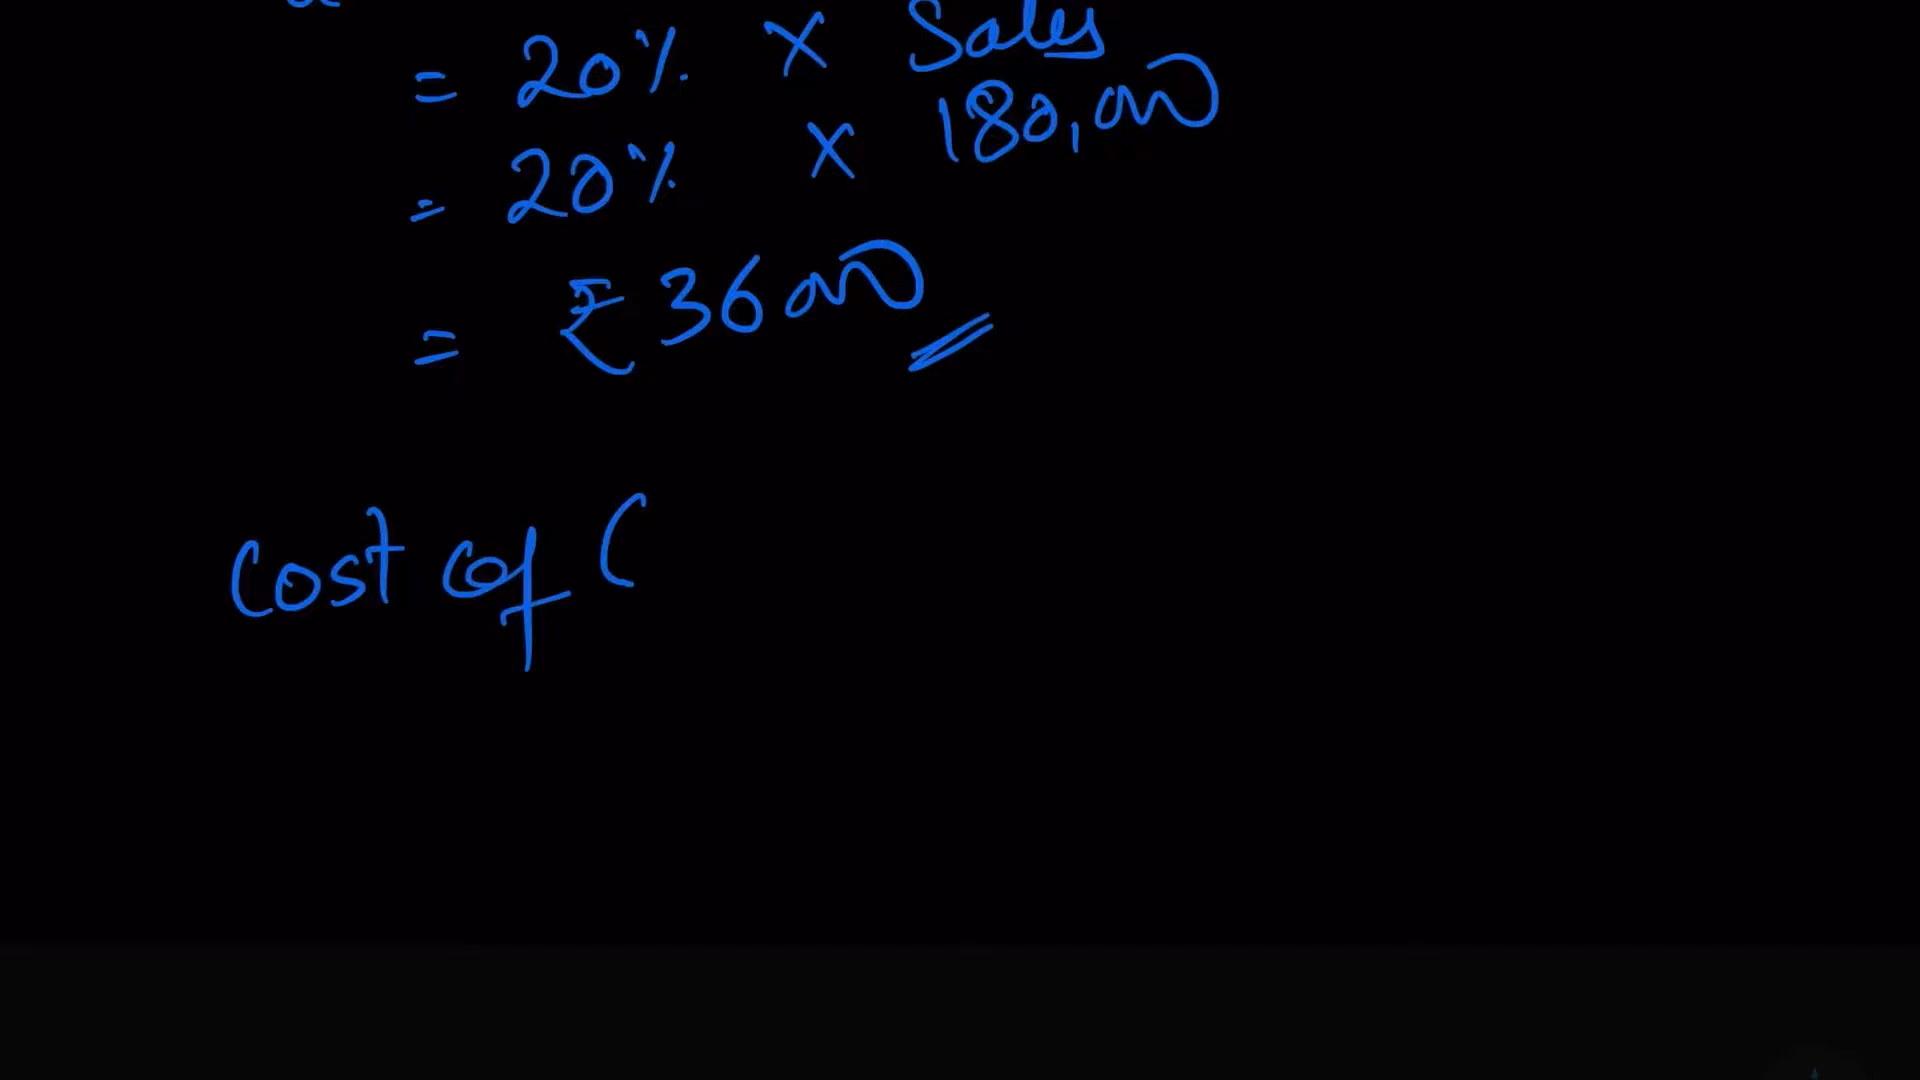 = 20% × Sales
= 20% × 180,000
= ₹36000
Cost of (